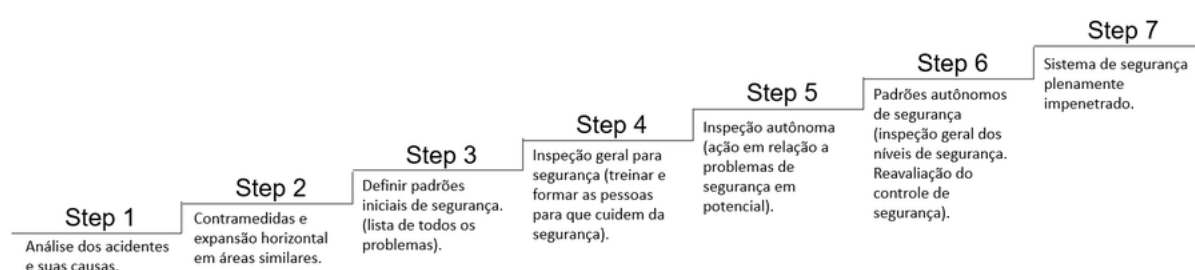 Step 1
Análise dos acidentes
e suas causas.
Step 2
Contramedidas e
expansão horizontal
em áreas similares.
Step 3
Definir padrões
iniciais de segurança.
(lista de todos os
problemas).
Step 4
Inspeção geral para
segurança (treinar e
formar as pessoas
para que cuidem da
segurança).
Step 5
Inspeção autônoma
(ação em relação a
problemas de
segurança em
potencial).
Step 6
Padrões autônomos
de segurança
(inspeção geral dos
níveis de segurança.
Reavaliação do
controle de
segurança).
Step 7
Sistema de segurança
plenamente
impenetrado.